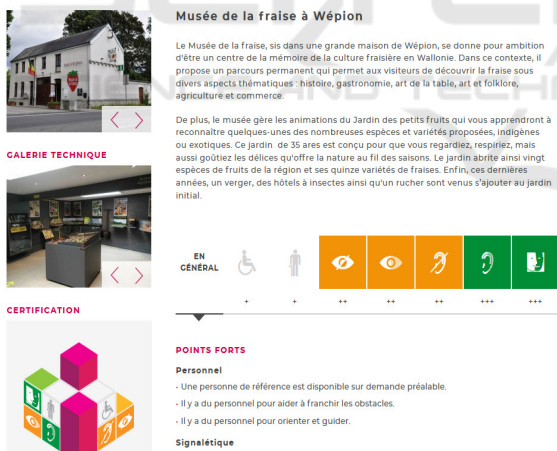 Musée de la fraise à Wépion
Le Musée de la fraise, sis dans une grande maison de Wépion, se donne pour ambition
d'être un centre de la mémoire de la culture fraisière en Wallonie. Dans ce contexte, il
propose un parcours permanent qui permet aux visiteurs de découvrir la fraise sous
divers aspects thématiques : histoire, gastronomie, art de la table, art et folklore,
agriculture et commerce.
De plus, le musée gère les animations du Jardin des petits fruits qui vous apprendront à
reconnaître quelques-unes des nombreuses espèces et variétés proposées, indigènes
ou exotiques. Ce jardin de 35 ares est conçu pour que vous regardiez, respiriez, mais
aussi goûtiez les délices qu'offre la nature au fil des saisons. Le jardin abrite ainsi vingt
espèces de fruits de la région et ses quinze variétés de fraises. Enfin, ces dernières
années, un verger, des hôtels à insectes ainsi qu'un rucher sont venus s'ajouter au jardin
initial.
GALERIE TECHNIQUE
EN
GÉNÉRAL
+ + ++ ++ ++ +++ +++
CERTIFICATION
POINTS FORTS
Personnel
- Une personne de référence est disponible sur demande préalable.
- Il y a du personnel pour aider à franchir les obstacles.
- Il y a du personnel pour orienter et guider.
Signalétique